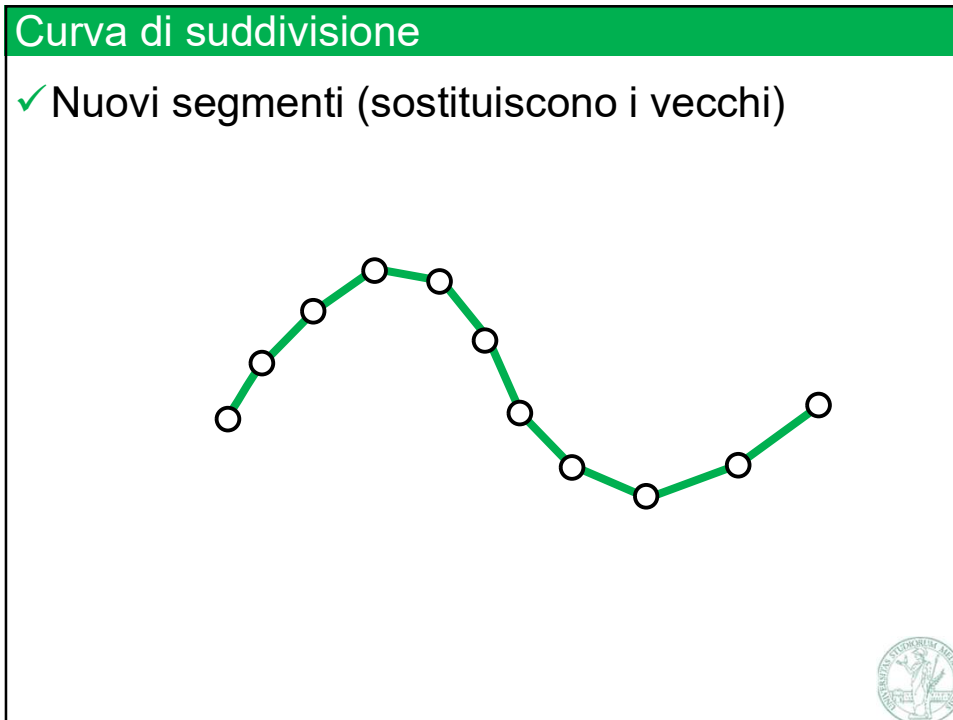 Curva di suddivisione
✓Nuovi segmenti (sostituiscono i vecchi)